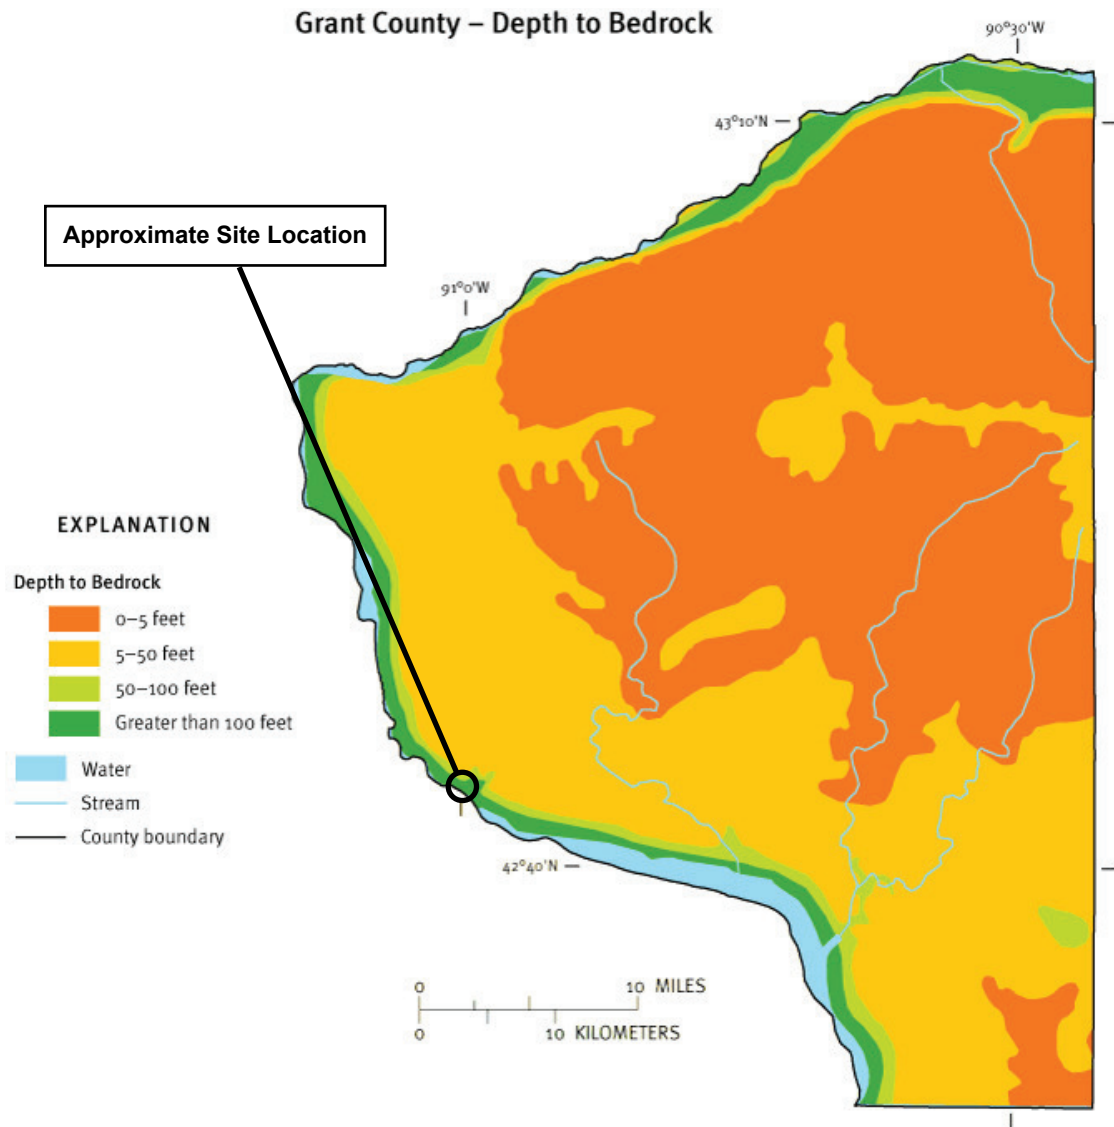 Grant County – Depth to Bedrock
90°30'W
43°10'N
Approximate Site Location
91°0'W
EXPLANATION
Depth to Bedrock
0–5 feet
5–50 feet
50–100 feet
Greater than 100 feet
Water
Stream
County boundary
42°40'N
0 10 MILES
0 10 KILOMETERS